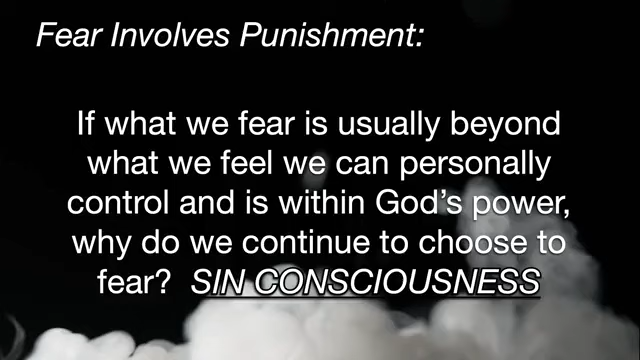 Fear Involves Punishment:
If what we fear is usually beyond
what we feel we can personally
control and is within God’s power,
why do we continue to choose to
fear? SIN CONSCIOUSNESS